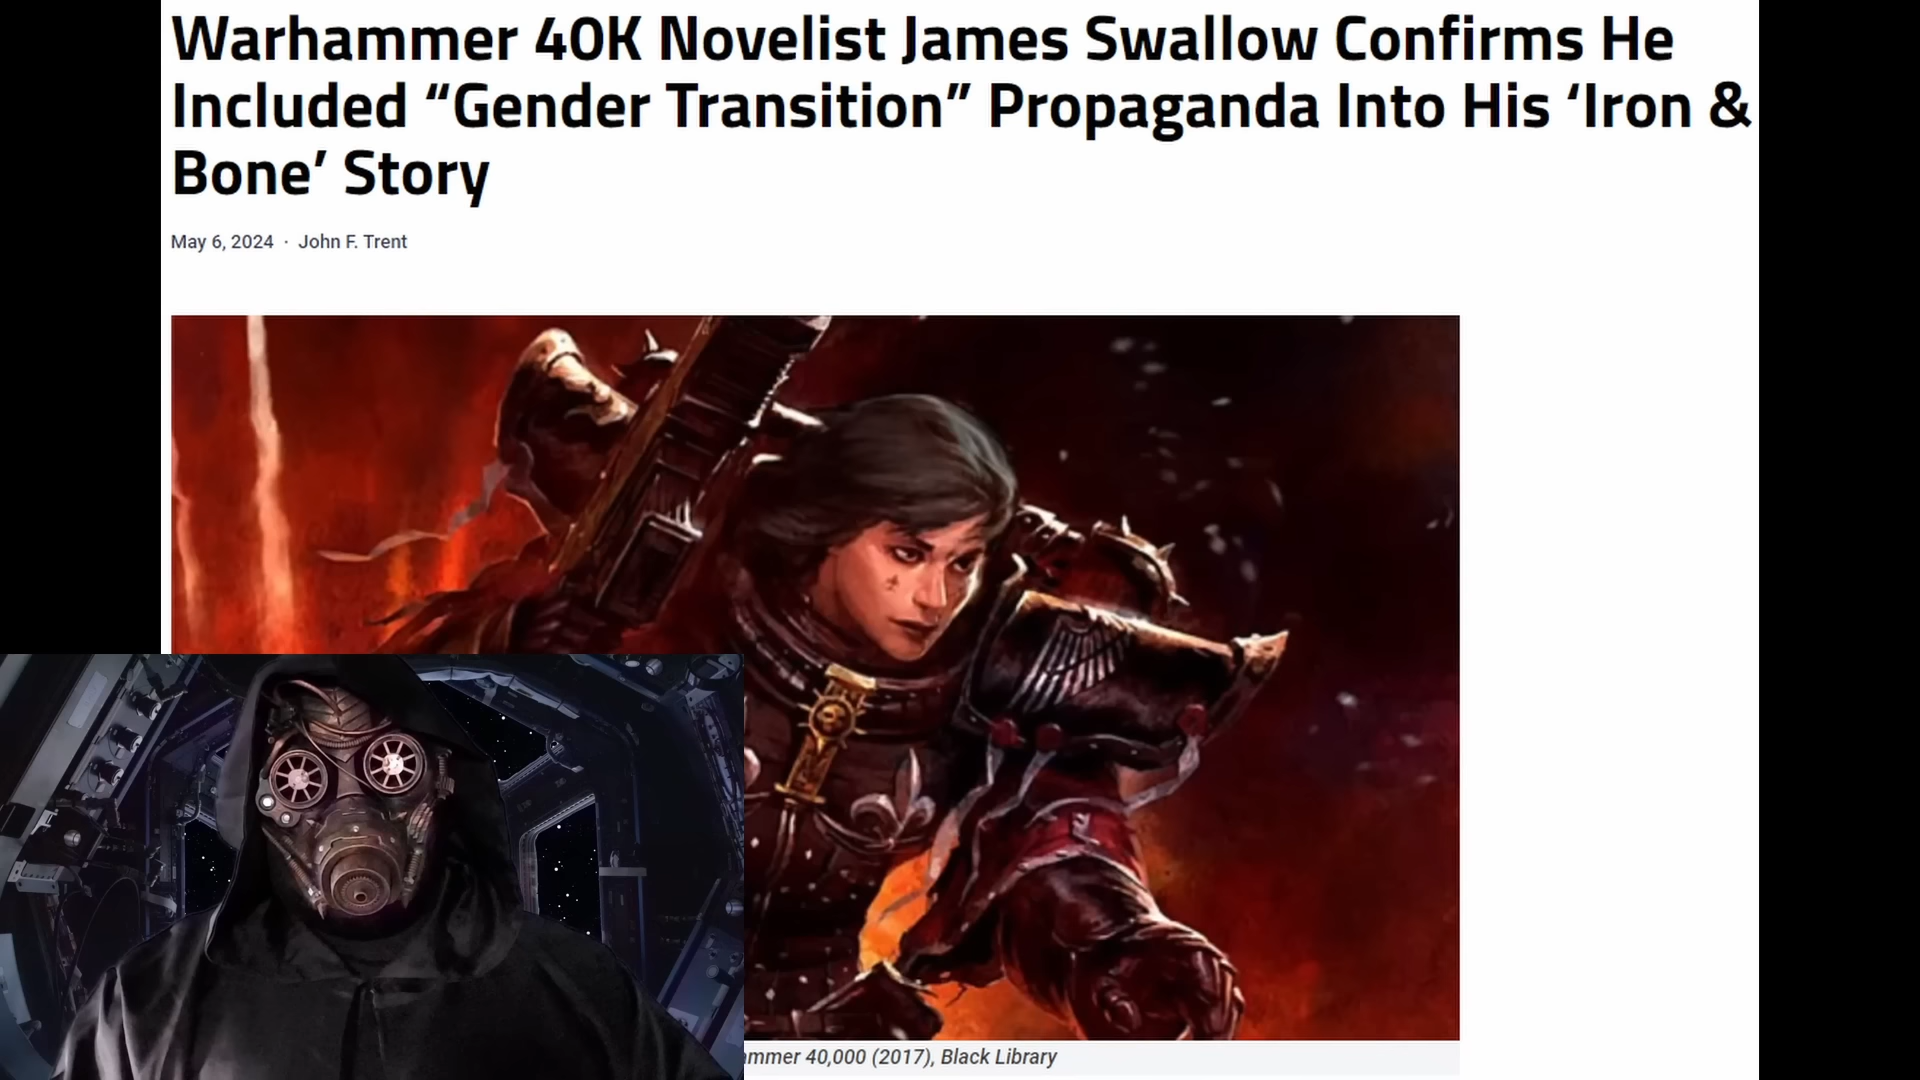 Warhammer 40K Novelist James Swallow Confirms He
Included “Gender Transition” Propaganda Into His ‘Iron &
Bone’ Story
May 6, 2024 · John F. Trent
ammer 40,000 (2017), Black Library